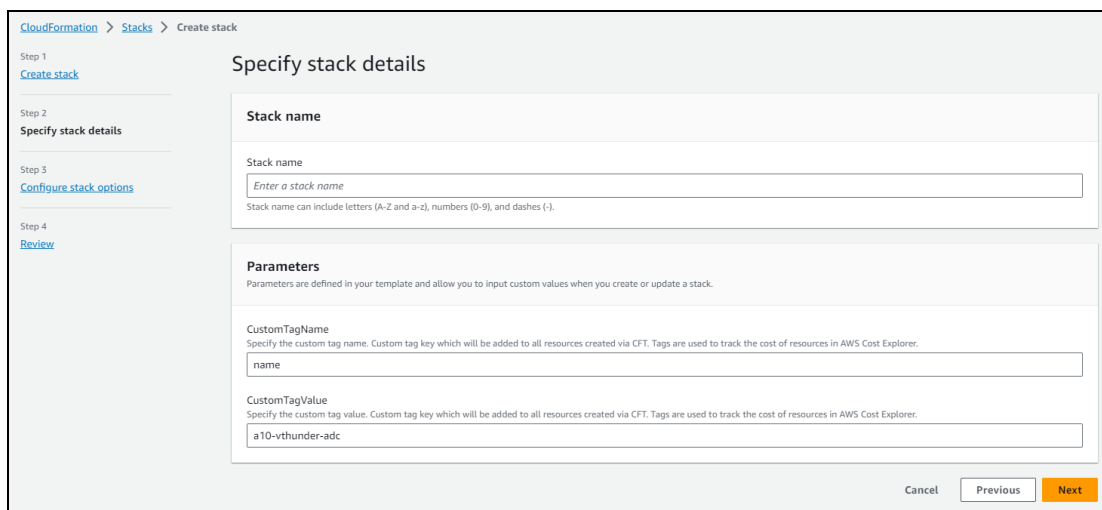 CloudFormation > Stacks > Create stack
Step 1
Create stack
Step 2
Specify stack details
Step 3
Configure stack options
Step 4
Review
Specify stack details
Stack name
Stack name
Enter a stack name
Stack name can include letters (A-Z and a-z), numbers (0-9), and dashes (-).
Parameters
Parameters are defined in your template and allow you to input custom values when you create or update a stack.
CustomTagName
Specify the custom tag name. Custom tag key which will be added to all resources created via CFT. Tags are used to track the cost of resources in AWS Cost Explorer.
name
CustomTagValue
Specify the custom tag value. Custom tag key which will be added to all resources created via CFT. Tags are used to track the cost of resources in AWS Cost Explorer.
a10-vthunder-adc
Cancel Previous Next